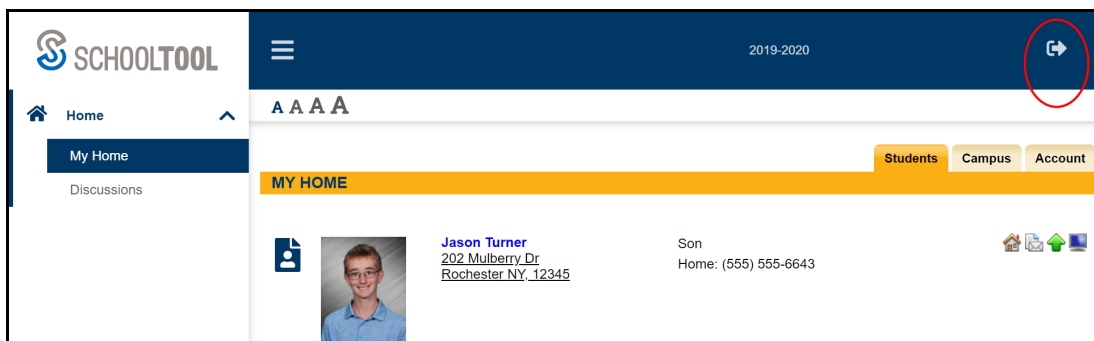 SCHOOLTOOL
2019-2020
Home
A A A A
My Home
Discussions
Students Campus Account
MY HOME
Jason Turner
202 Mulberry Dr
Rochester NY, 12345
Son
Home: (555) 555-6643